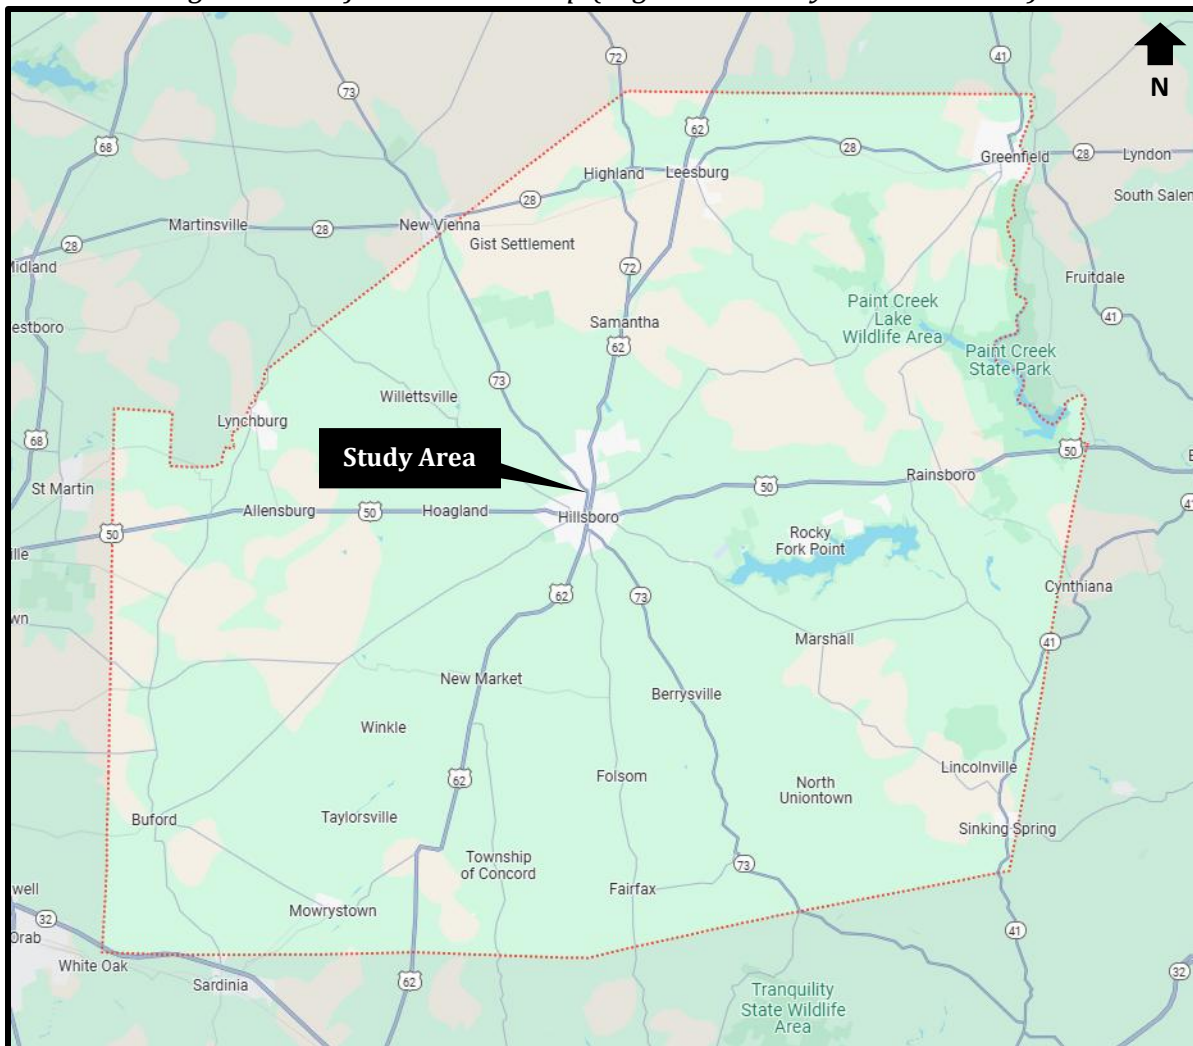 72
41
N
73
62
68
28
Greenfield
28
Lyndon
Highland
Leesburg
South Salem
28
Martinsville
28
New Vienna
28
Gist Settlement
Midland
72
Fruitdale
Paint Creek
Lake
Wildlife Area
41
Samantha
62
Paint Creek
State Park
73
Willettsville
Lynchburg
68
Study Area
50
St Martin
Rainsboro
50
Allensburg
50
Hoagland
Hillsboro
50
Rocky
Fork Point
62
73
Cynthiana
Marshall
41
New Market
Berrysville
Winkle
62
Folsom
Lincolnville
North
Uniontown
Buford
Taylorsville
Sinking Spring
Township
of Concord
73
Fairfax
Mowrystown
32
Orab
41
White Oak
Sardinia
62
32
Tranquility
State Wildlife
Area